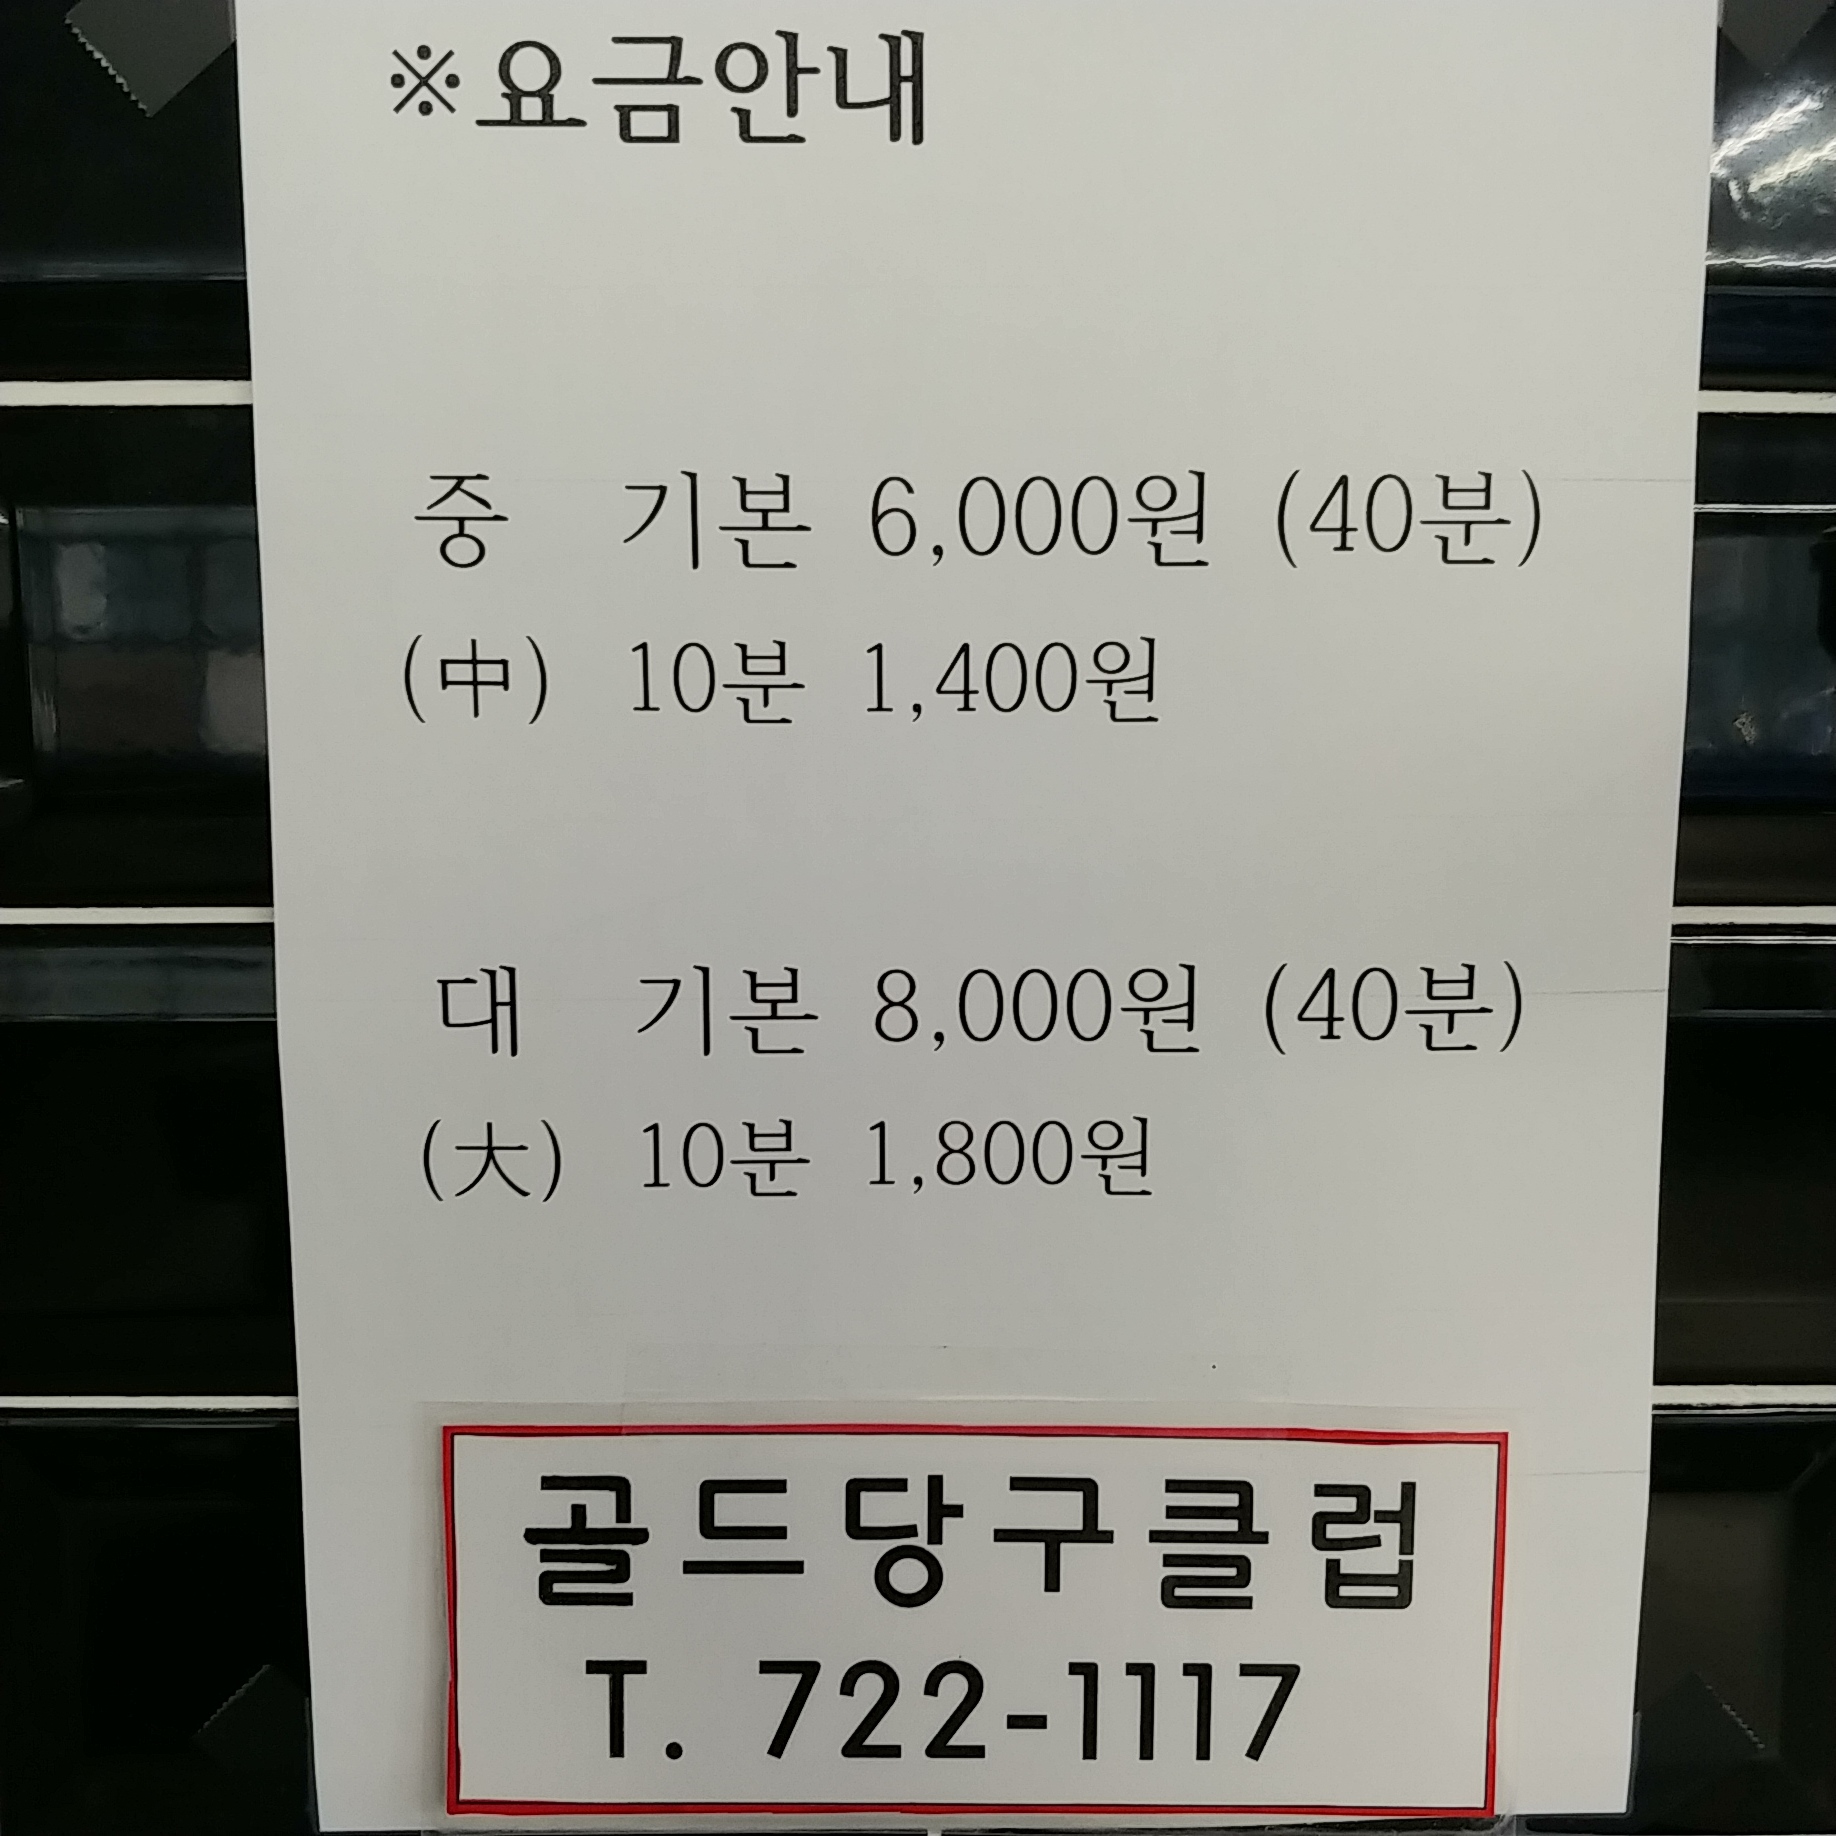 ※요금안내
중 기본 6,000원 (40분)
(中) 10분 1,400원
대 기본 8,000원 (40분)
(大) 10분 1,800원
골드당구클럽
T. 722-1117